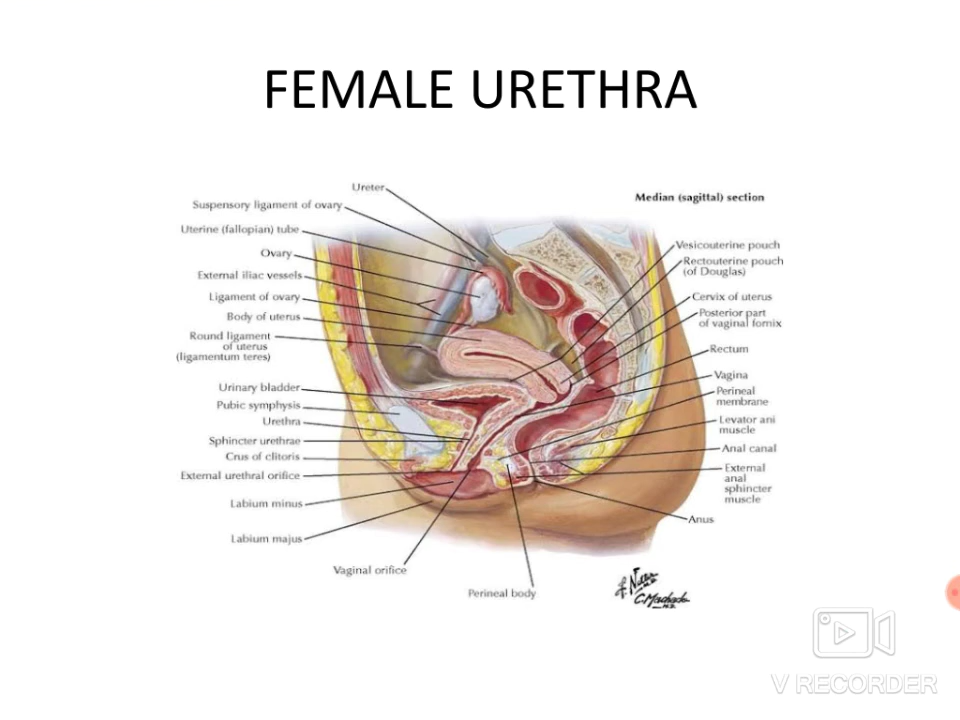 FEMALE URETHRA
Median (sagittal) section
Ureter
Suspensory ligament of ovary
Uterine (fallopian) tube
Ovary
External iliac vessels
Ligament of ovary
Body of uterus
Round ligament
of uterus
(ligamentum teres)
Urinary bladder
Pubic symphysis
Urethra
Sphincter urethrae
Crus of clitoris
External urethral orifice
Labium minus
Labium majus
Vaginal orifice
Perineal body
Vesicouterine pouch
Rectouterine pouch
(of Douglas)
Cervix of uterus
Posterior part
of vaginal fornix
Rectum
Vagina
Perineal
membrane
Levator ani
muscle
Anal canal
External
anal
sphincter
muscle
Anus
C. Machado
M.D.
V RECORDER